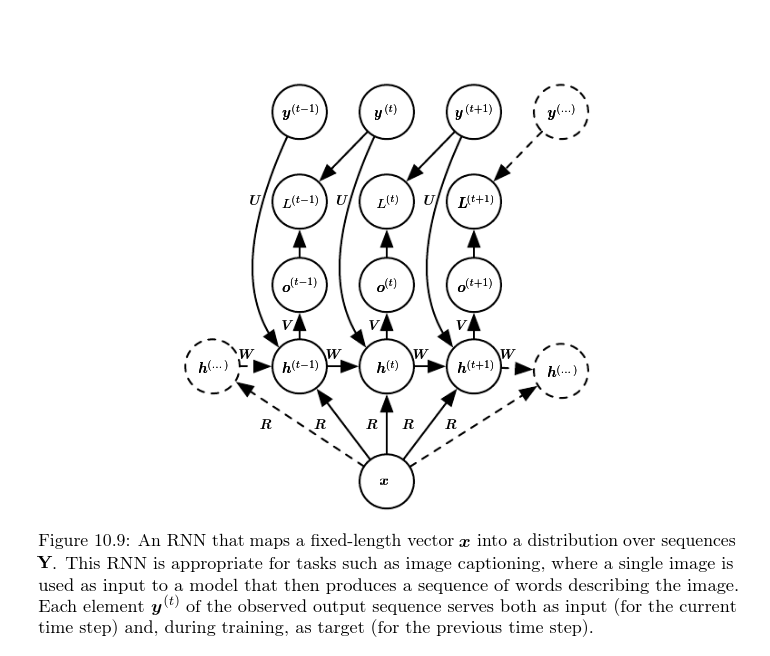 y(t−1) y(t) y(t+1) y(...)
U L(t−1) U L(t) U L(t+1)
o(t−1) o(t) o(t+1)
V V V
h(...) W h(t−1) W h(t) W h(t+1) W h(...)
R R R R R
x
Figure 10.9: An RNN that maps a fixed-length vector x into a distribution over sequences
Y. This RNN is appropriate for tasks such as image captioning, where a single image is
used as input to a model that then produces a sequence of words describing the image.
Each element y(t) of the observed output sequence serves both as input (for the current
time step) and, during training, as target (for the previous time step).